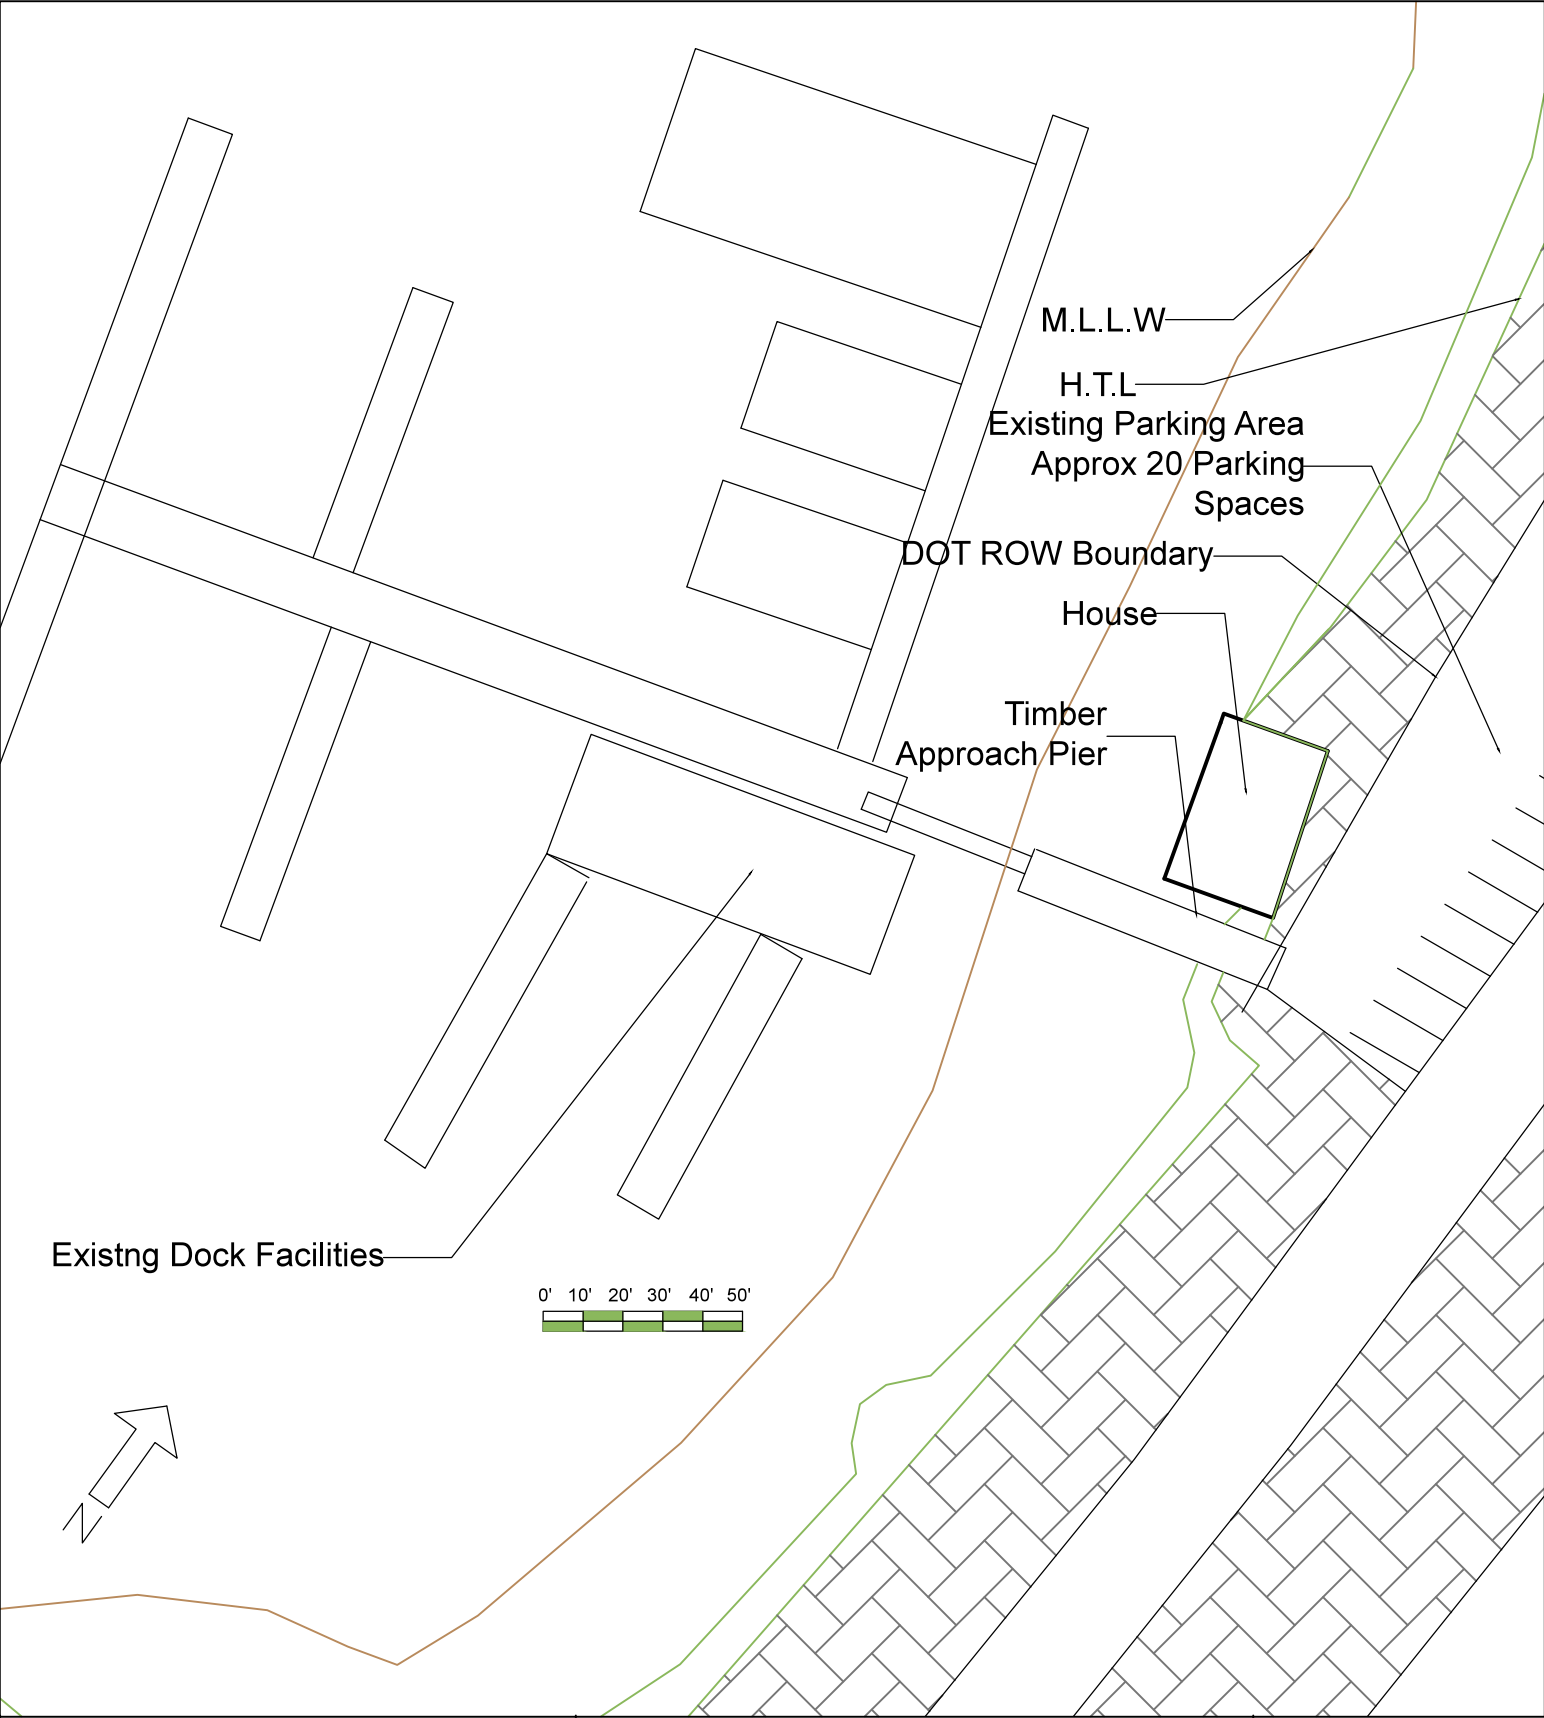 M.L.L.W
H.T.L
Existing Parking Area
Approx 20 Parking
Spaces
DOT ROW Boundary
House
Timber
Approach Pier
Existng Dock Facilities
0' 10' 20' 30' 40' 50'
N